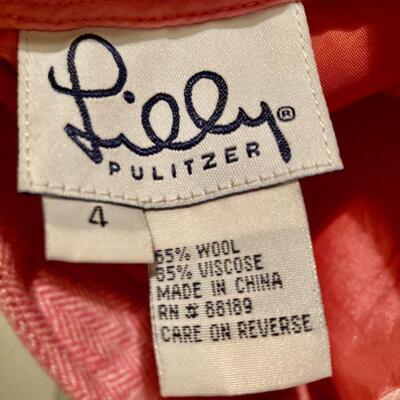 Lilly®
PULITZER
4
65% WOOL
35% VISCOSE
MADE IN CHINA
RN # 88189
CARE ON REVERSE